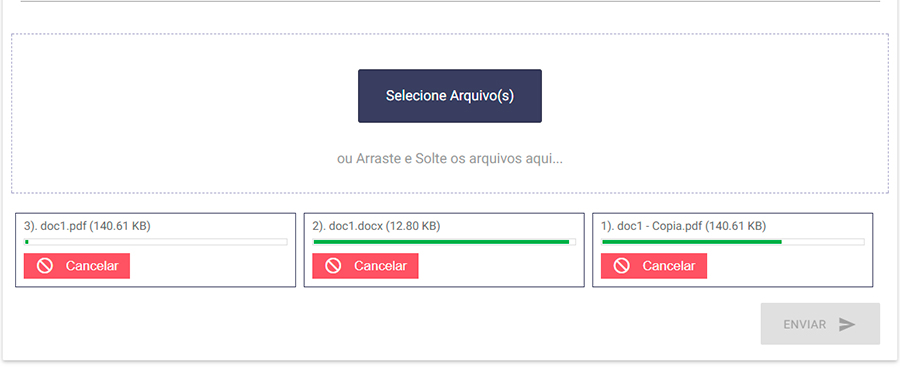 Selecione Arquivo(s)
ou Arraste e Solte os arquivos aqui...
3). doc1.pdf (140.61 KB)
2). doc1.docx (12.80 KB)
1). doc1 - Copia.pdf (140.61 KB)
Cancelar
Cancelar
Cancelar
ENVIAR